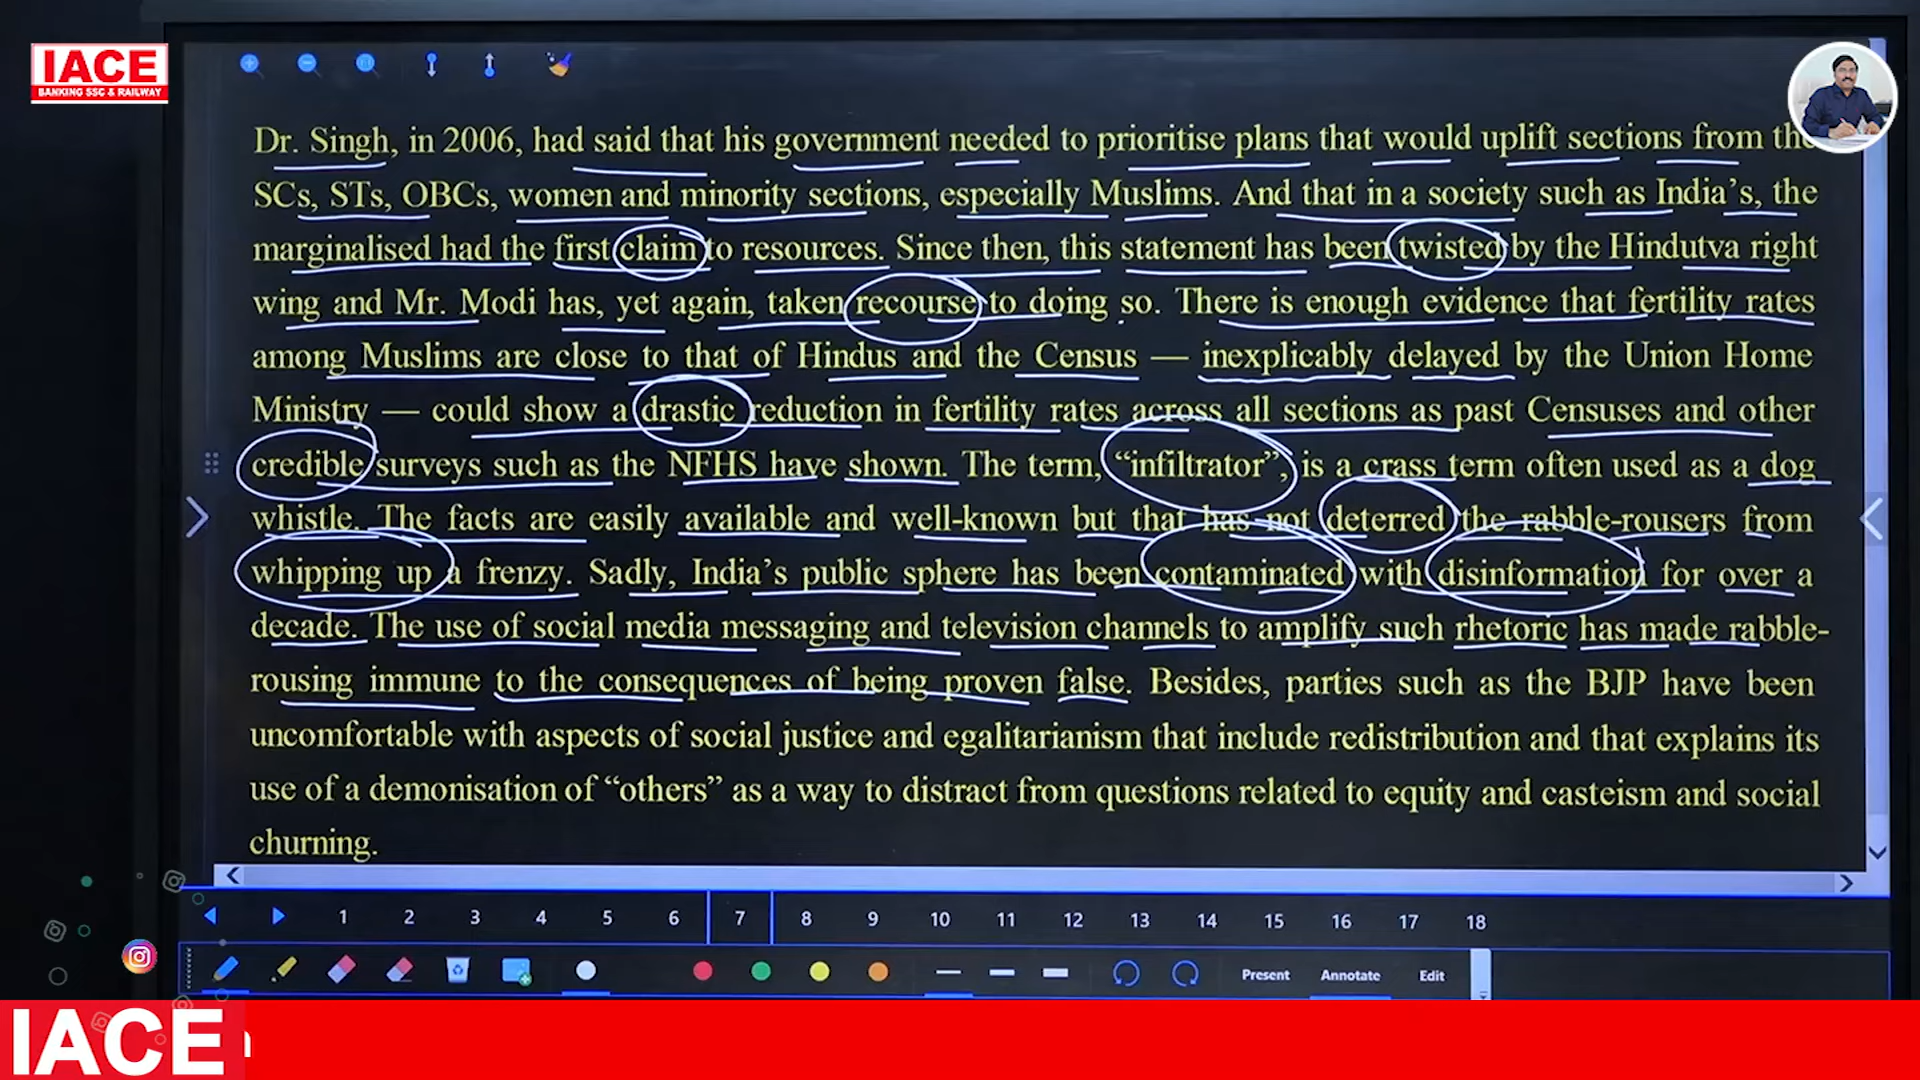 IACE
BANKING SSC & RAILWAY
Dr. Singh, in 2006, had said that his government needed to prioritise plans that would uplift sections from the
SCs, STs, OBCs, women and minority sections, especially Muslims. And that in a society such as India's, the
marginalised had the first claim to resources. Since then, this statement has been twisted by the Hindutva right
wing and Mr. Modi has, yet again, taken recourse to doing so. There is enough evidence that fertility rates
among Muslims are close to that of Hindus and the Census — inexplicably delayed by the Union Home
Ministry — could show a drastic reduction in fertility rates across all sections as past Censuses and other
credible surveys such as the NFHS have shown. The term, “infiltrator”, is a crass term often used as a dog
whistle. The facts are easily available and well-known but that has not deterred the rabble-rousers from
whipping up a frenzy. Sadly, India's public sphere has been contaminated with disinformation for over a
decade. The use of social media messaging and television channels to amplify such rhetoric has made rabble-
rousing immune to the consequences of being proven false. Besides, parties such as the BJP have been
uncomfortable with aspects of social justice and egalitarianism that include redistribution and that explains its
use of a demonisation of “others” as a way to distract from questions related to equity and casteism and social
churning.
1 2 3 4 5 6 7 8 9 10 11 12 13 14 15 16 17 18
Present Annotate Edit
IACE